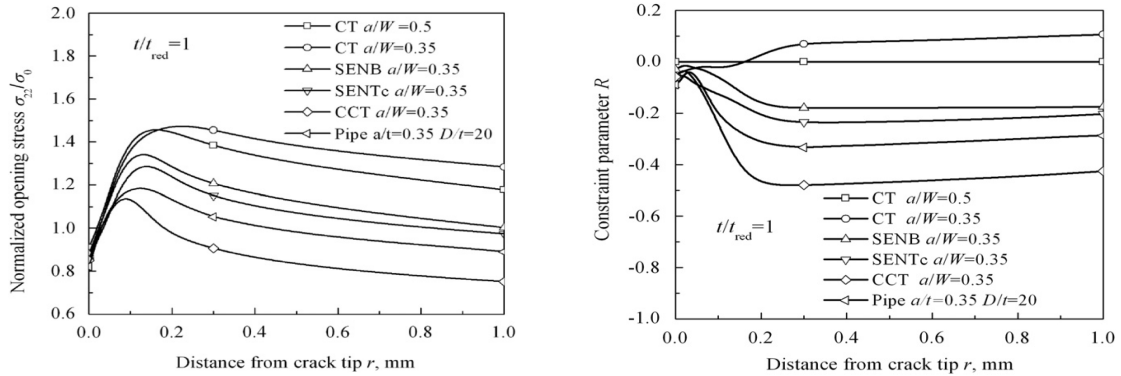 Normalized opening stress σ22/σ0
2.0
1.8
1.6
1.4
1.2
1.0
0.8
0.6
t/tred=1
CT a/W =0.5
CT a/W=0.35
SENB a/W=0.35
SENTc a/W=0.35
CCT a/W=0.35
Pipe a/t=0.35 D/t=20
0.0 0.2 0.4 0.6 0.8 1.0
Distance from crack tip r, mm
Constraint parameter R
0.2
0.0
-0.2
-0.4
-0.6
-0.8
-1.0
t/tred=1
CT a/W=0.5
CT a/W=0.35
SENB a/W=0.35
SENTc a/W=0.35
CCT a/W=0.35
Pipe a/t=0.35 D/t=20
0.0 0.2 0.4 0.6 0.8 1.0
Distance from crack tip r, mm